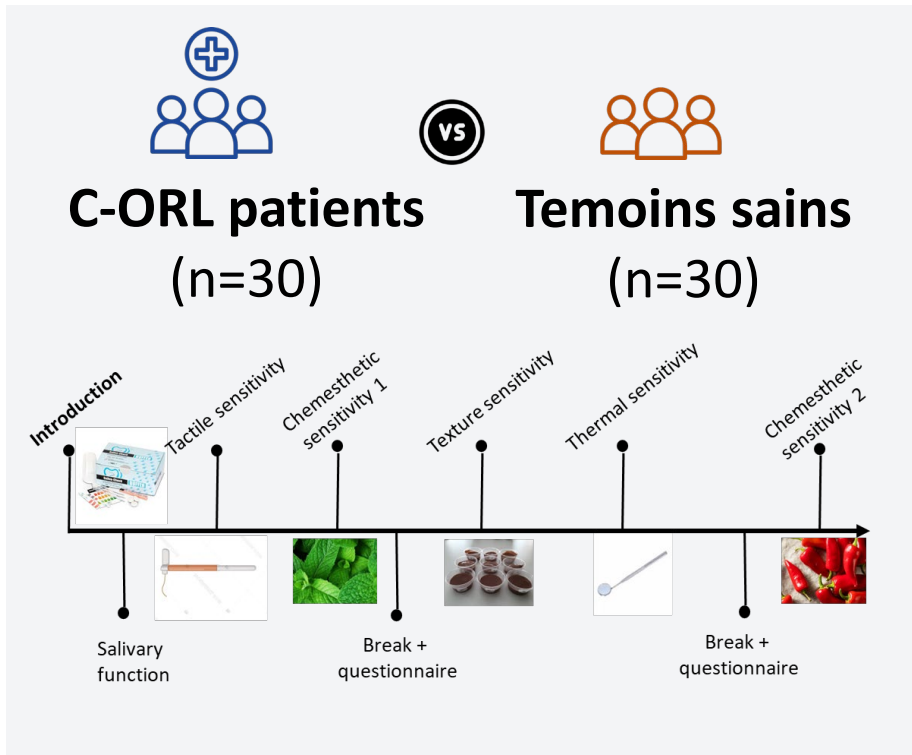 VS
C-ORL patients
Temoins sains
(n=30)
(n=30)
Introduction
Tactile sensitivity
Chemesthetic
sensitivity 1
Texture sensitivity
Thermal sensitivity
Chemesthetic
sensitivity 2
Salivary
function
Break +
questionnaire
Break +
questionnaire